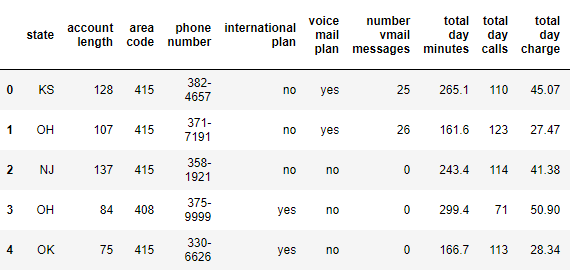 state account length area code phone number international plan voice mail plan number vmail messages total day minutes total day calls total day charge
0 KS 128 415 382-4657 no yes 25 265.1 110 45.07
1 OH 107 415 371-7191 no yes 26 161.6 123 27.47
2 NJ 137 415 358-1921 no no 0 243.4 114 41.38
3 OH 84 408 375-9999 yes no 0 299.4 71 50.90
4 OK 75 415 330-6626 yes no 0 166.7 113 28.34